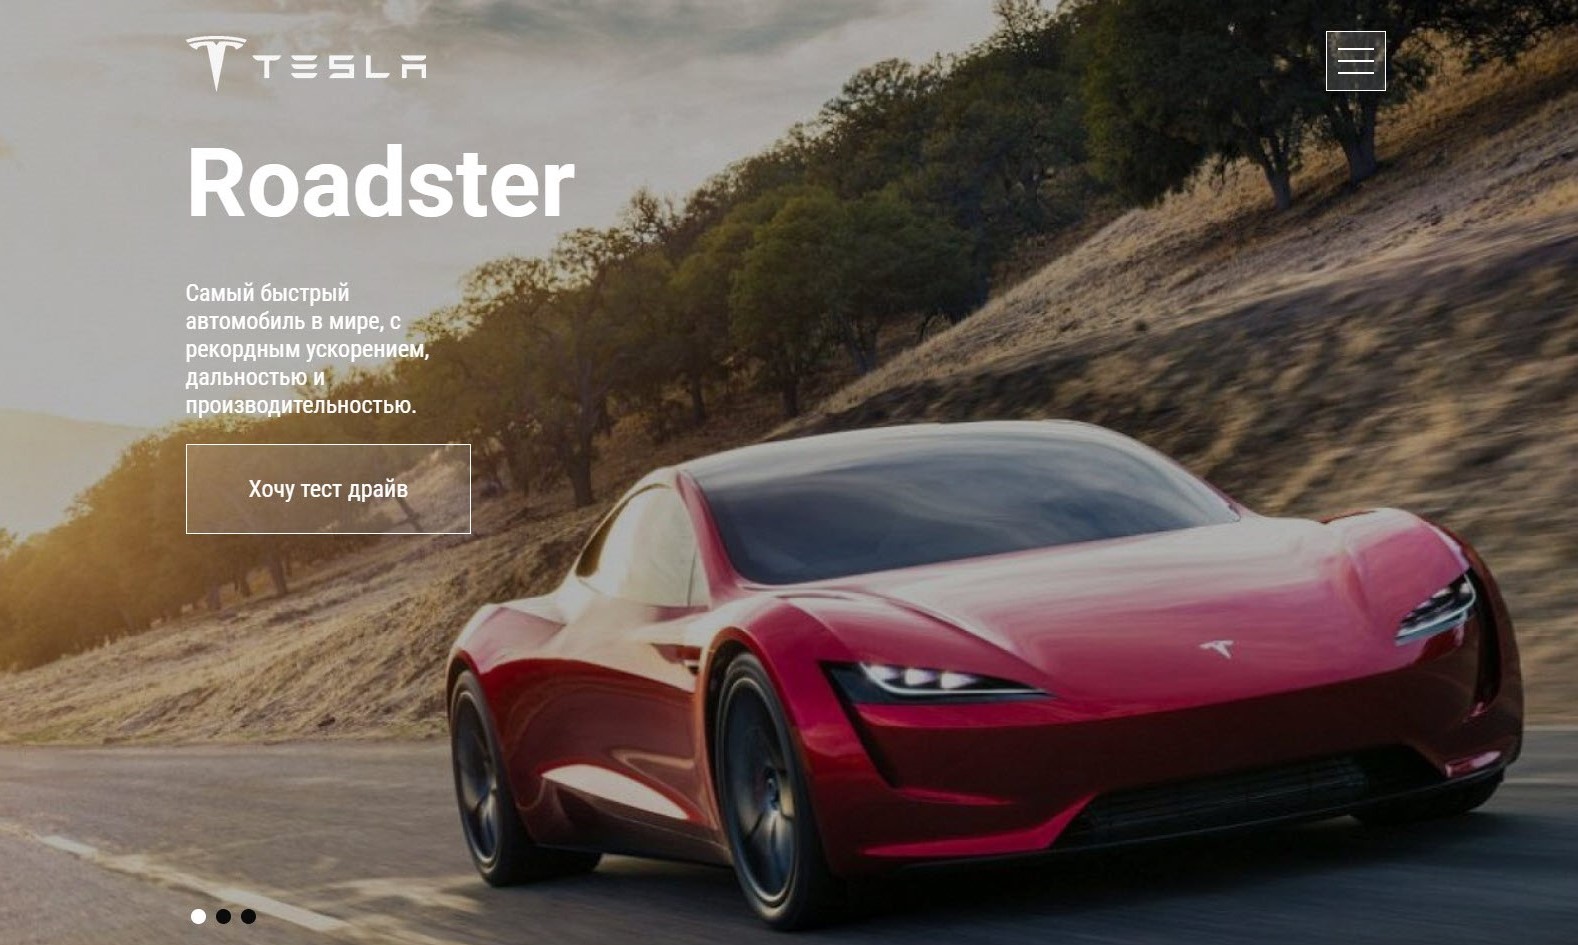 TESLA
Roadster
Самый быстрый
автомобиль в мире, с
рекордным ускорением,
дальностью и
производительностью.
Хочу тест драйв